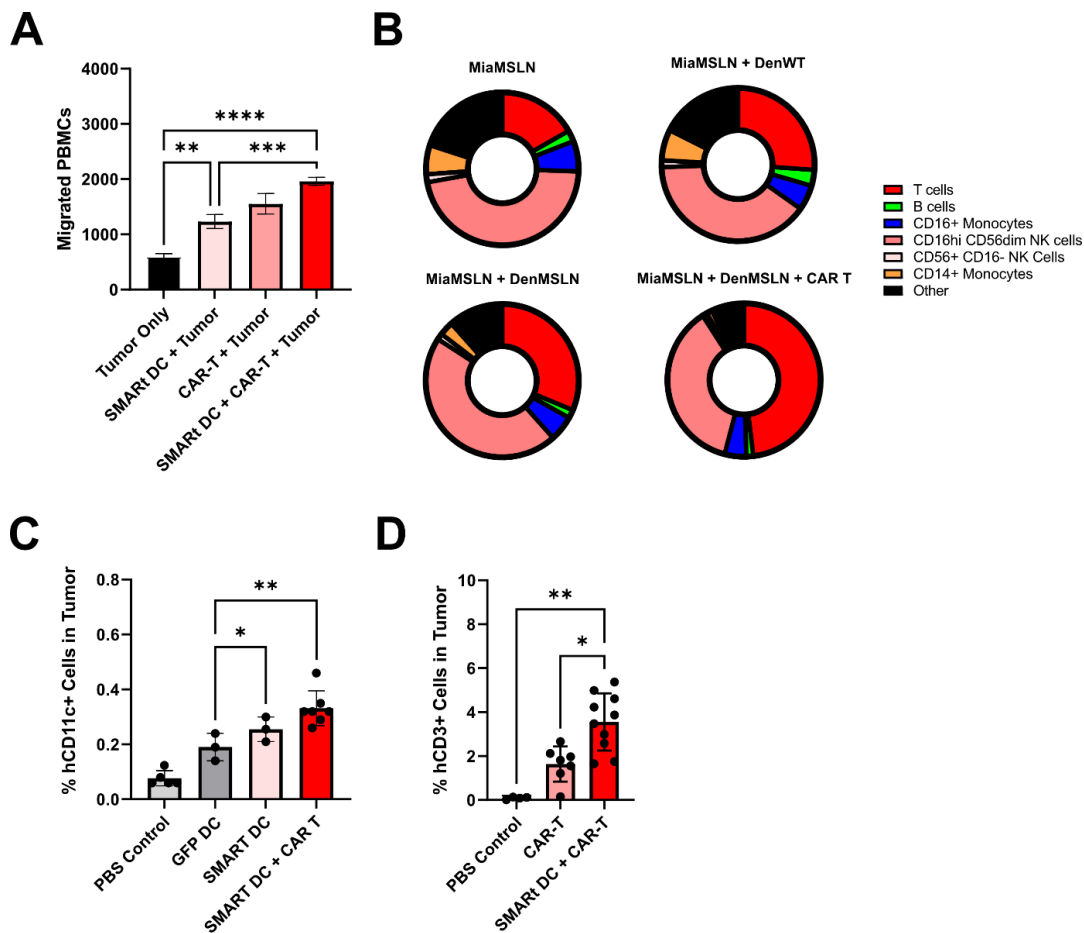 A
Migrated PBMCs
4000
3000
2000
1000
0
****
**
***
Tumor Only
SMARt DC + Tumor
CAR-T + Tumor
SMARt DC + CAR-T + Tumor
B
MiaMSLN
MiaMSLN + DenWT
MiaMSLN + DenMSLN
MiaMSLN + DenMSLN + CAR T
T cells
B cells
CD16+ Monocytes
CD16hi CD56dim NK cells
CD56+ CD16- NK Cells
CD14+ Monocytes
Other
C
% hCD11c+ Cells in Tumor
0.8
0.6
0.4
0.2
0.0
**
*
PBS Control
GFP DC
SMART DC
SMART DC + CAR T
D
% hCD3+ Cells in Tumor
10
8
6
4
2
0
**
*
PBS Control
CAR-T
SMARt DC + CAR-T